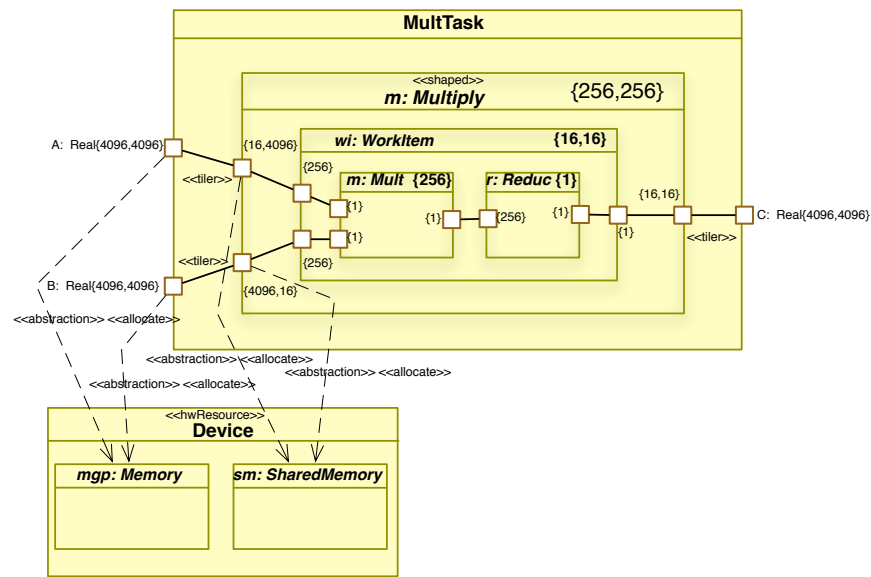 MultTask
<<shaped>>
m: Multiply {256,256}
wi: WorkItem {16,16}
A: Real{4096,4096}
{16,4096}
{256}
<<tiler>>
m: Mult {256}
r: Reduc {1}
{16,16}
{1}
{1}
{256}
{1}
C: Real{4096,4096}
{1}
{1}
<<tiler>>
<<tiler>>
{256}
B: Real{4096,4096}
{4096,16}
<<abstraction>> <<allocate>>
<<abstraction>> <<allocate>>
<<abstraction>> <<allocate>>
<<abstraction>> <<allocate>>
<<hwResource>>
Device
mgp: Memory
sm: SharedMemory